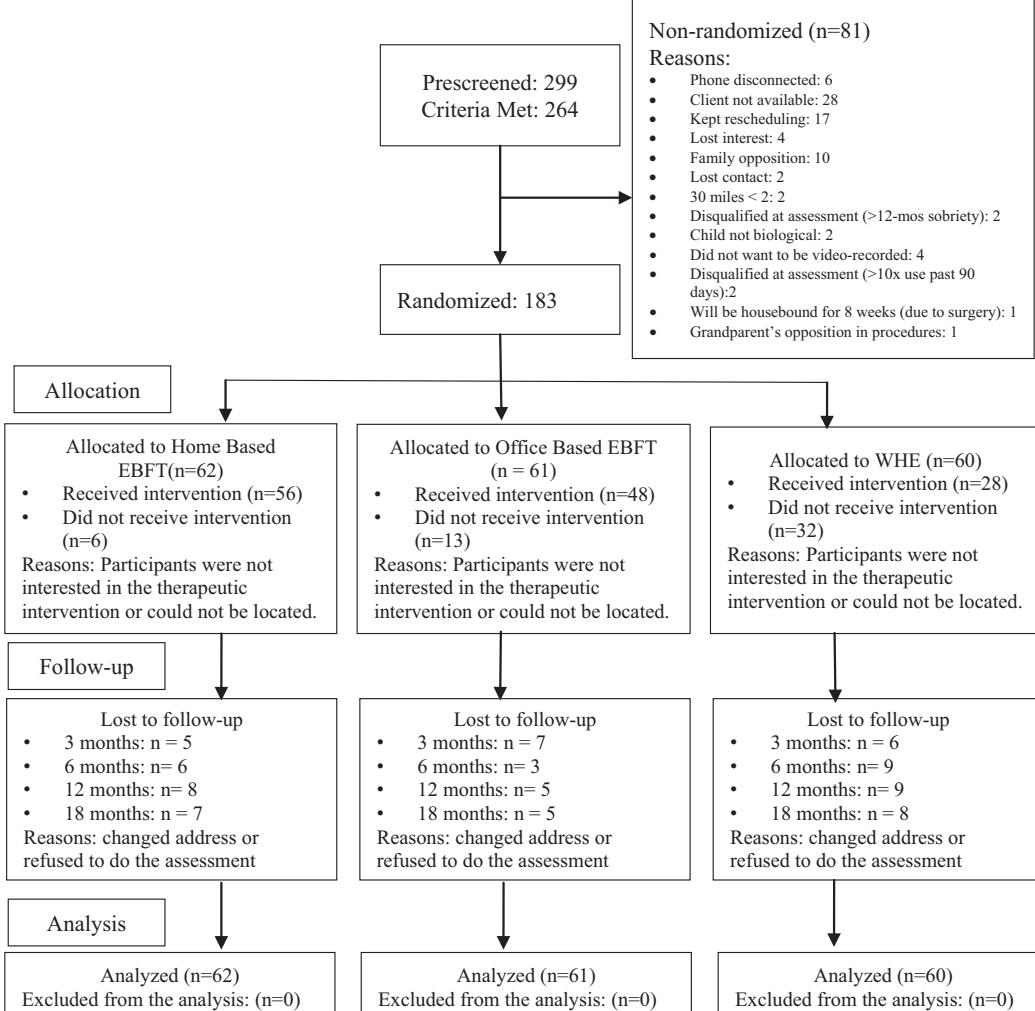 Prescreened: 299
Criteria Met: 264
Non-randomized (n=81)
Reasons:
• Phone disconnected: 6
• Client not available: 28
• Kept rescheduling: 17
• Lost interest: 4
• Family opposition: 10
• Lost contact: 2
• 30 miles < 2: 2
• Disqualified at assessment (>12-mos sobriety): 2
• Child not biological: 2
• Did not want to be video-recorded: 4
• Disqualified at assessment (>10x use past 90
days):2
• Will be housebound for 8 weeks (due to surgery): 1
• Grandparent's opposition in procedures: 1
Randomized: 183
Allocation
Allocated to Home Based
EBFT(n=62)
• Received intervention (n=56)
• Did not receive intervention
(n=6)
Reasons: Participants were not
interested in the therapeutic
intervention or could not be located.
Allocated to Office Based EBFT
(n = 61)
• Received intervention (n=48)
• Did not receive intervention
(n=13)
Reasons: Participants were not
interested in the therapeutic
intervention or could not be located.
Allocated to WHE (n=60)
• Received intervention (n=28)
• Did not receive intervention
(n=32)
Reasons: Participants were not
interested in the therapeutic
intervention or could not be located.
Follow-up
Lost to follow-up
• 3 months: n = 5
• 6 months: n= 6
• 12 months: n= 8
• 18 months: n = 7
Reasons: changed address or
refused to do the assessment
Lost to follow-up
• 3 months: n = 7
• 6 months: n= 3
• 12 months: n= 5
• 18 months: n = 5
Reasons: changed address or
refused to do the assessment
Lost to follow-up
• 3 months: n = 6
• 6 months: n= 9
• 12 months: n= 9
• 18 months: n = 8
Reasons: changed address or
refused to do the assessment
Analysis
Analyzed (n=62)
Excluded from the analysis: (n=0)
Analyzed (n=61)
Excluded from the analysis: (n=0)
Analyzed (n=60)
Excluded from the analysis: (n=0)